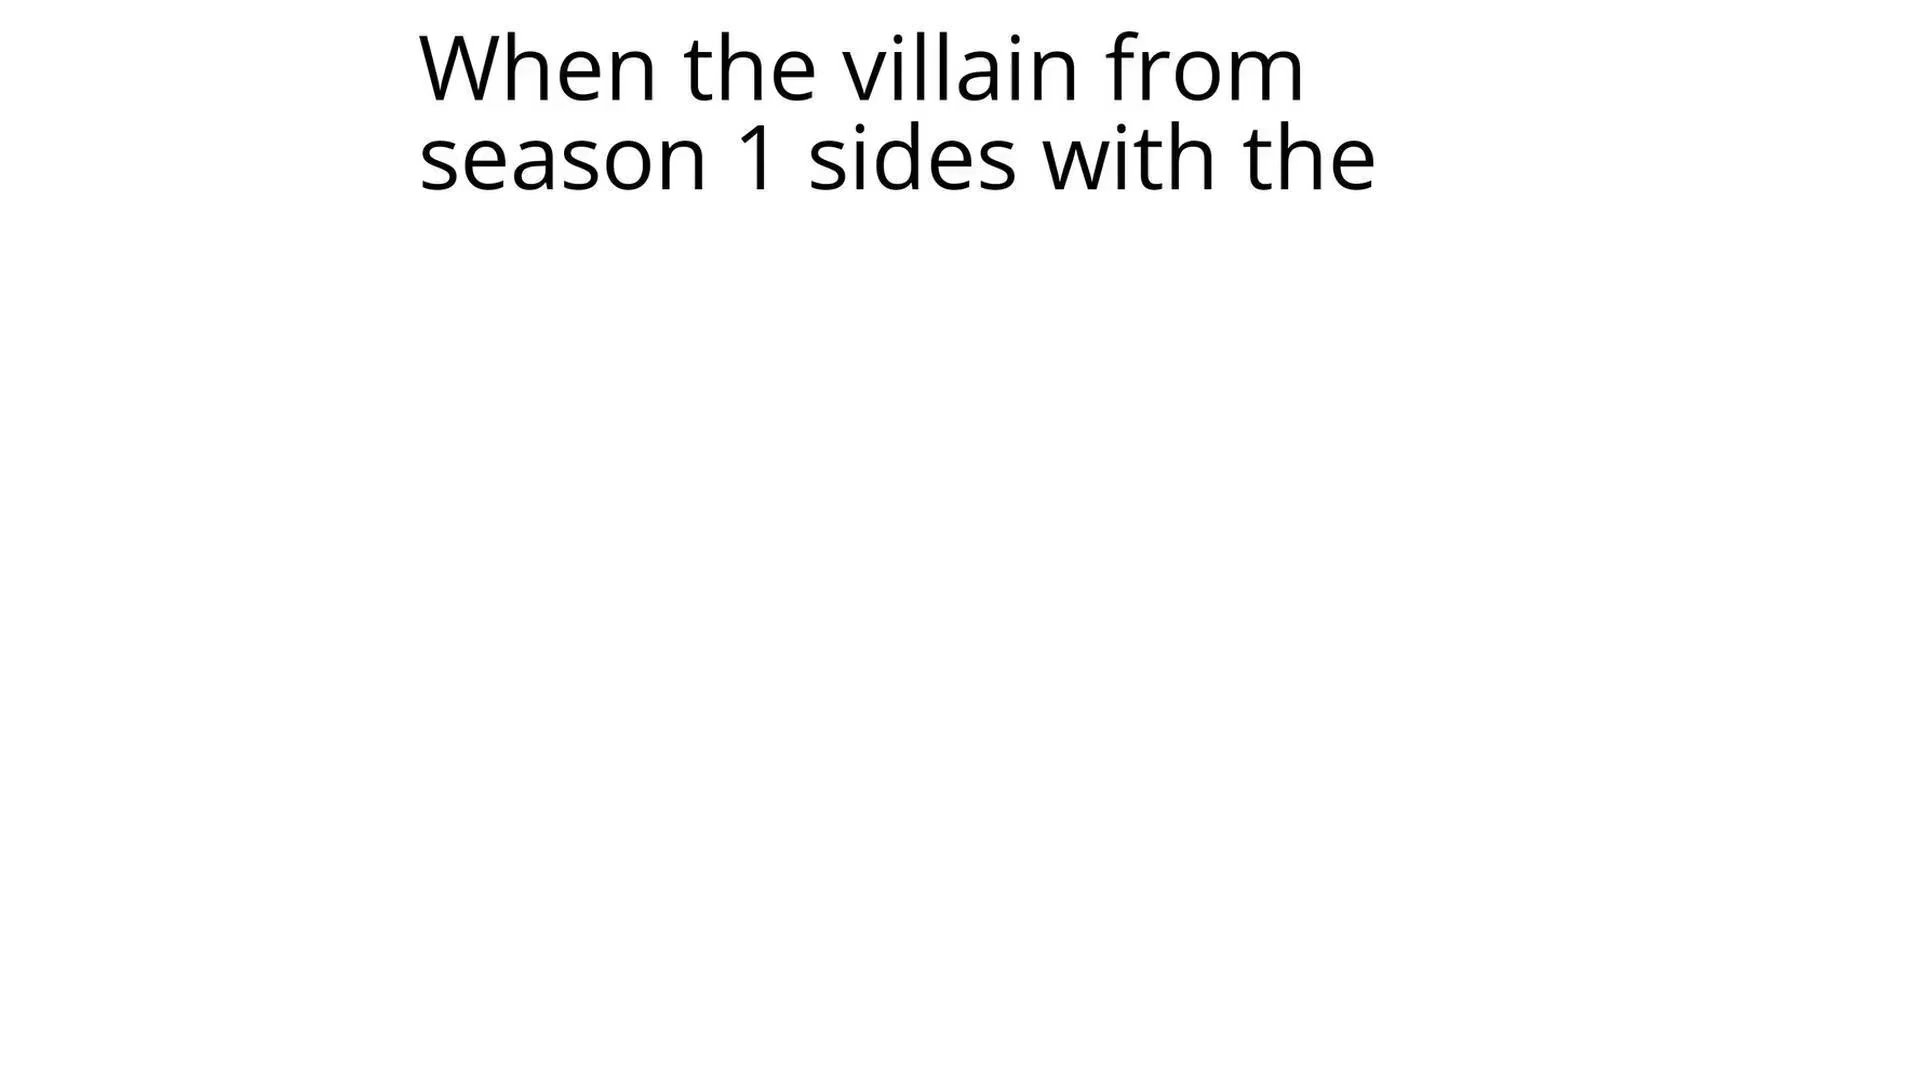 When the villain from
season 1 sides with the